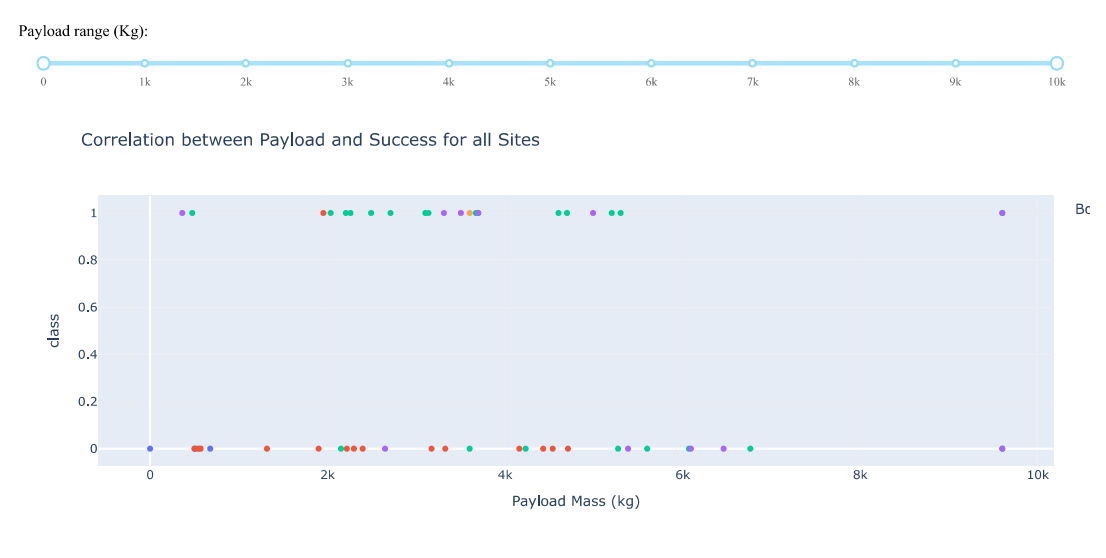 Payload range (Kg):
0 1k 2k 3k 4k 5k 6k 7k 8k 9k 10k
Correlation between Payload and Success for all Sites
1
Bo
0.8
0.6
0.4
0.2
0
class
0 2k 4k 6k 8k 10k
Payload Mass (kg)